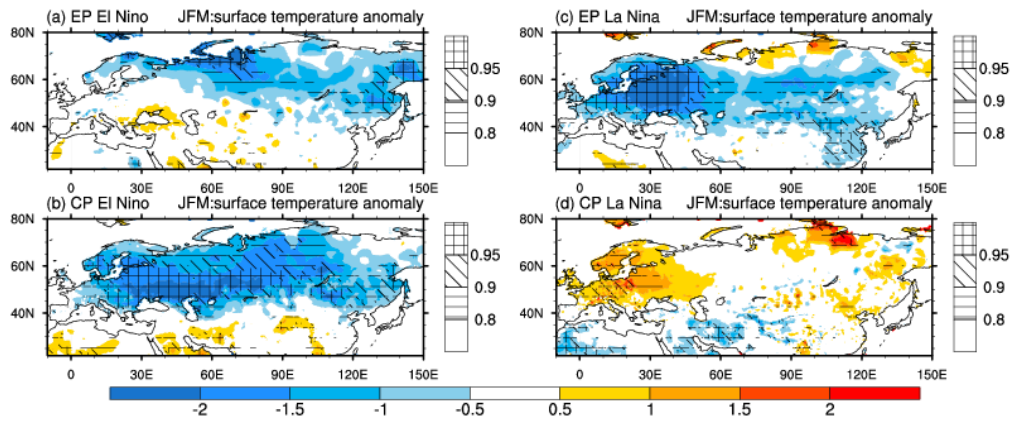 (a) EP El Nino JFM:surface temperature anomaly
80N
60N
40N
0 30E 60E 90E 120E 150E
0.95
0.9
0.8
(c) EP La Nina JFM:surface temperature anomaly
80N
60N
40N
0 30E 60E 90E 120E 150E
0.95
0.9
0.8
(b) CP El Nino JFM:surface temperature anomaly
80N
60N
40N
0 30E 60E 90E 120E 150E
0.95
0.9
0.8
(d) CP La Nina JFM:surface temperature anomaly
80N
60N
40N
0 30E 60E 90E 120E 150E
0.95
0.9
0.8
-2 -1.5 -1 -0.5 0.5 1 1.5 2